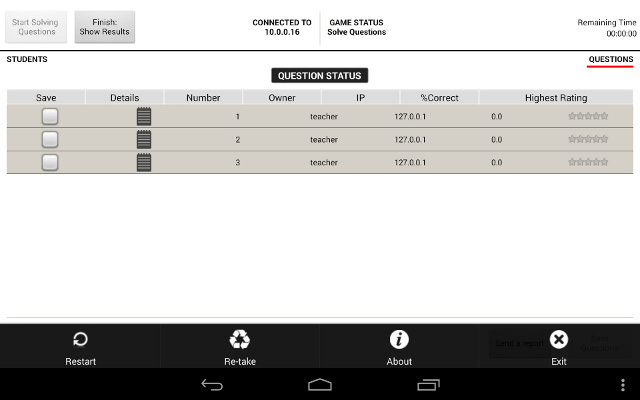 Start Solving
Questions
Finish:
Show Results
CONNECTED TO
10.0.0.16
GAME STATUS
Solve Questions
Remaining Time
00:00:00
STUDENTS
QUESTIONS
QUESTION STATUS
Save Details Number Owner IP %Correct Highest Rating
1 teacher 127.0.0.1 0.0
2 teacher 127.0.0.1 0.0
3 teacher 127.0.0.1 0.0
Send a report
Restart Re-take About Exit